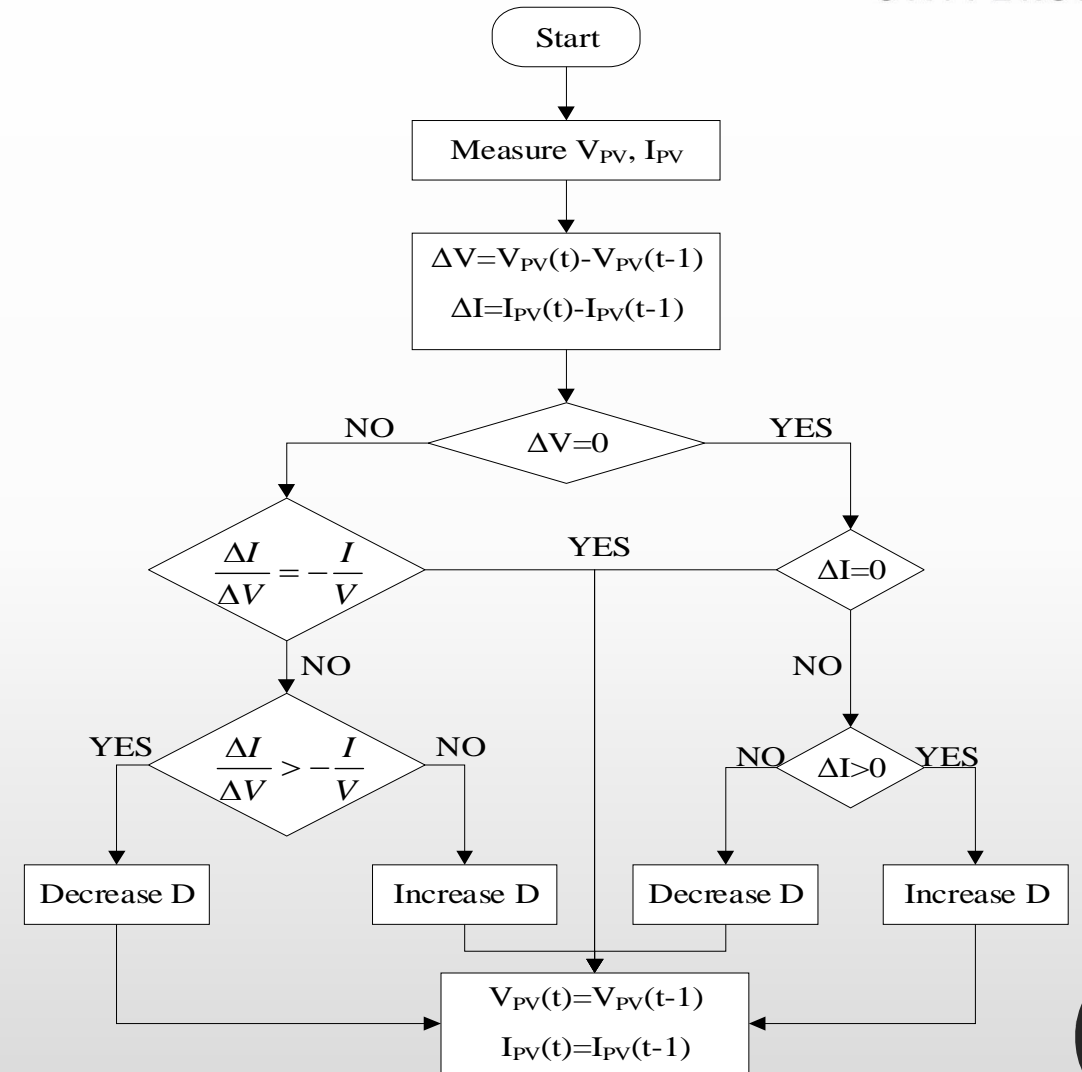 Start
Measure V_PV, I_PV
ΔV=V_PV(t)-V_PV(t-1)
ΔI=I_PV(t)-I_PV(t-1)
NO
ΔV=0
YES
ΔI/ΔV = -I/V
YES
ΔI=0
NO
NO
YES
ΔI/ΔV > -I/V
NO
NO
ΔI>0
YES
Decrease D
Increase D
Decrease D
Increase D
V_PV(t)=V_PV(t-1)
I_PV(t)=I_PV(t-1)